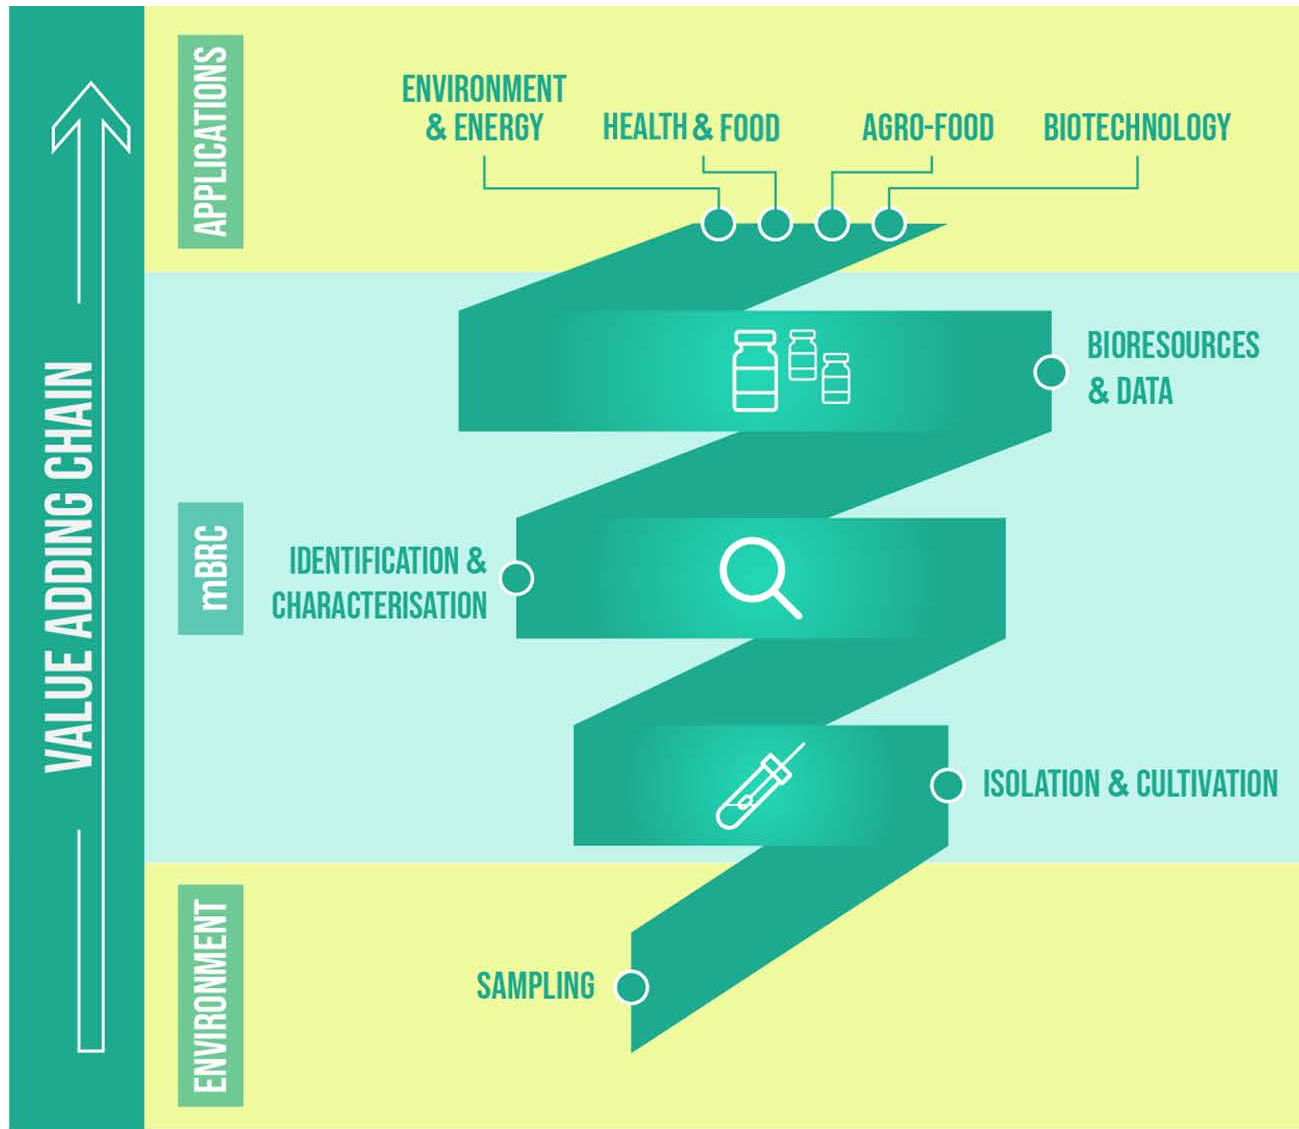 APPLICATIONS
ENVIRONMENT
& ENERGY
HEALTH & FOOD
AGRO-FOOD
BIOTECHNOLOGY
VALUE ADDING CHAIN
mBRC
BIORESOURCES
& DATA
IDENTIFICATION &
CHARACTERISATION
ISOLATION & CULTIVATION
ENVIRONMENT
SAMPLING